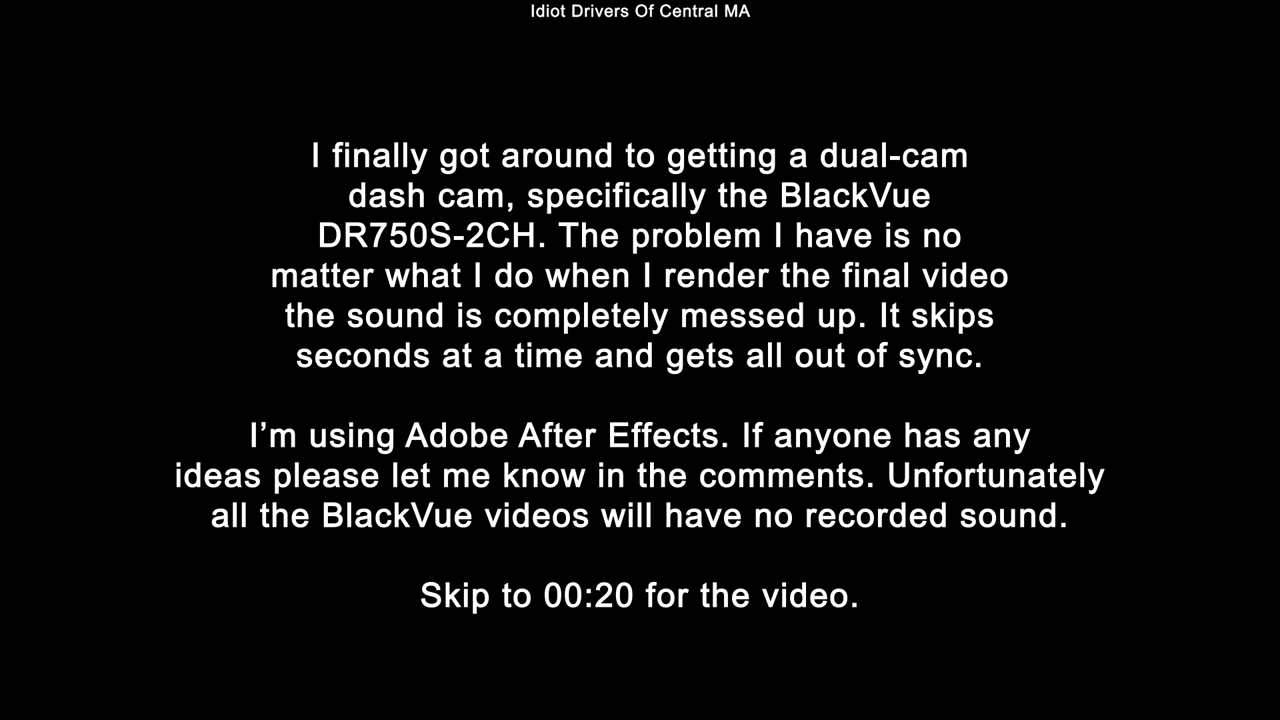 Idiot Drivers Of Central MA
I finally got around to getting a dual-cam
dash cam, specifically the BlackVue
DR750S-2CH. The problem I have is no
matter what I do when I render the final video
the sound is completely messed up. It skips
seconds at a time and gets all out of sync.
I’m using Adobe After Effects. If anyone has any
ideas please let me know in the comments. Unfortunately
all the BlackVue videos will have no recorded sound.
Skip to 00:20 for the video.